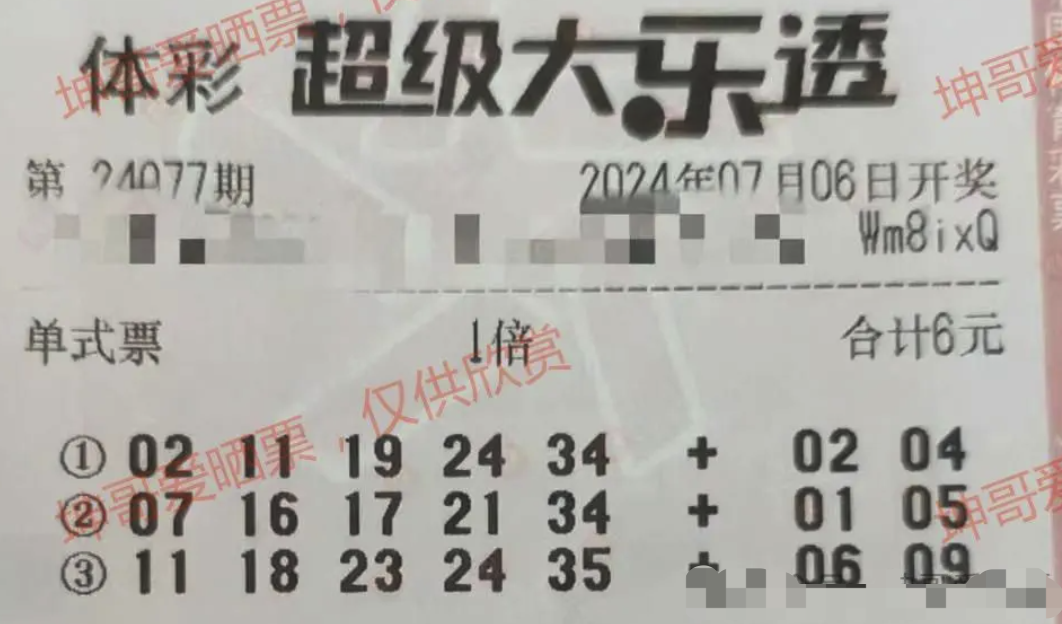 体彩 超级大乐透
第 24077期 2024年07月06日开奖
Wm8ixQ
单式票 1倍 合计6元
① 02 11 19 24 34 + 02 04
② 07 16 17 21 34 + 01 05
③ 11 18 23 24 35 + 06 09
坤哥爱晒票，仅供欣赏
坤哥爱晒票，仅
坤哥
坤哥爱